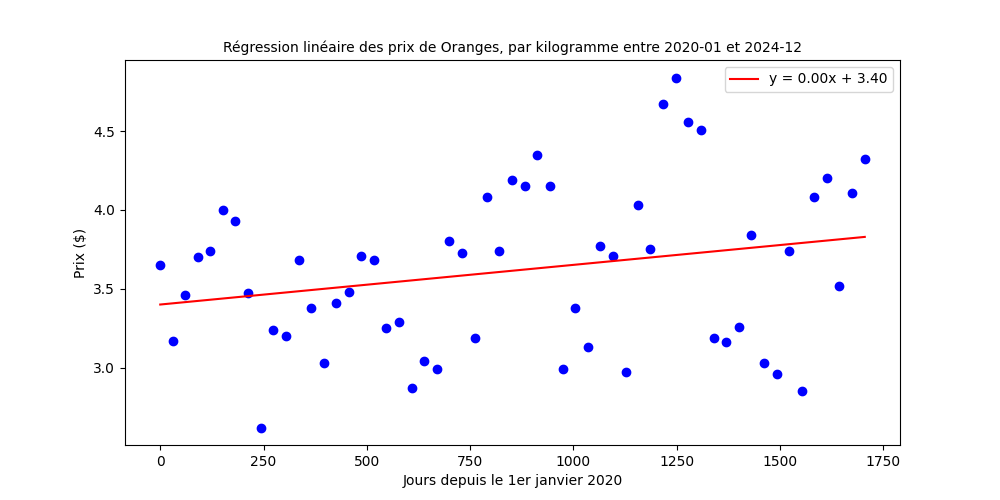 Régression linéaire des prix de Oranges, par kilogramme entre 2020-01 et 2024-12
y = 0.00x + 3.40
4.5
4.0
3.5
3.0
Prix ($)
0 250 500 750 1000 1250 1500 1750
Jours depuis le 1er janvier 2020